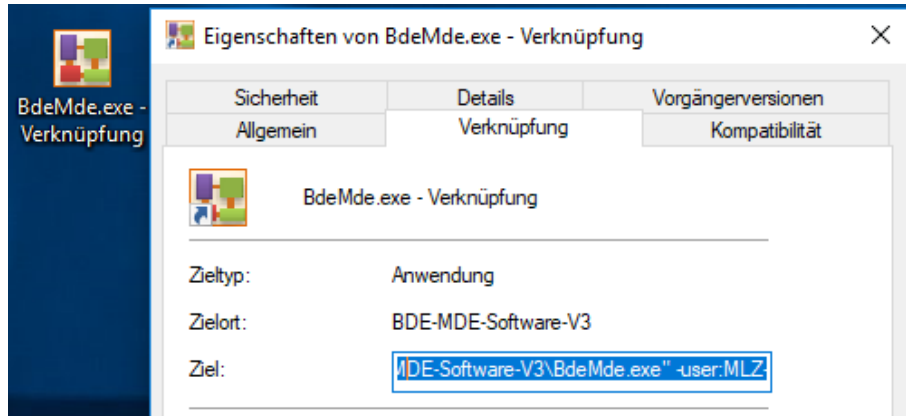 BdeMde.exe -
Verknüpfung
Eigenschaften von BdeMde.exe - Verknüpfung
Sicherheit Details Vorgängerversionen
Allgemein Verknüpfung Kompatibilität
BdeMde.exe - Verknüpfung
Zieltyp: Anwendung
Zielort: BDE-MDE-Software-V3
Ziel: MDE-Software-V3\BdeMde.exe" -user:MLZ-